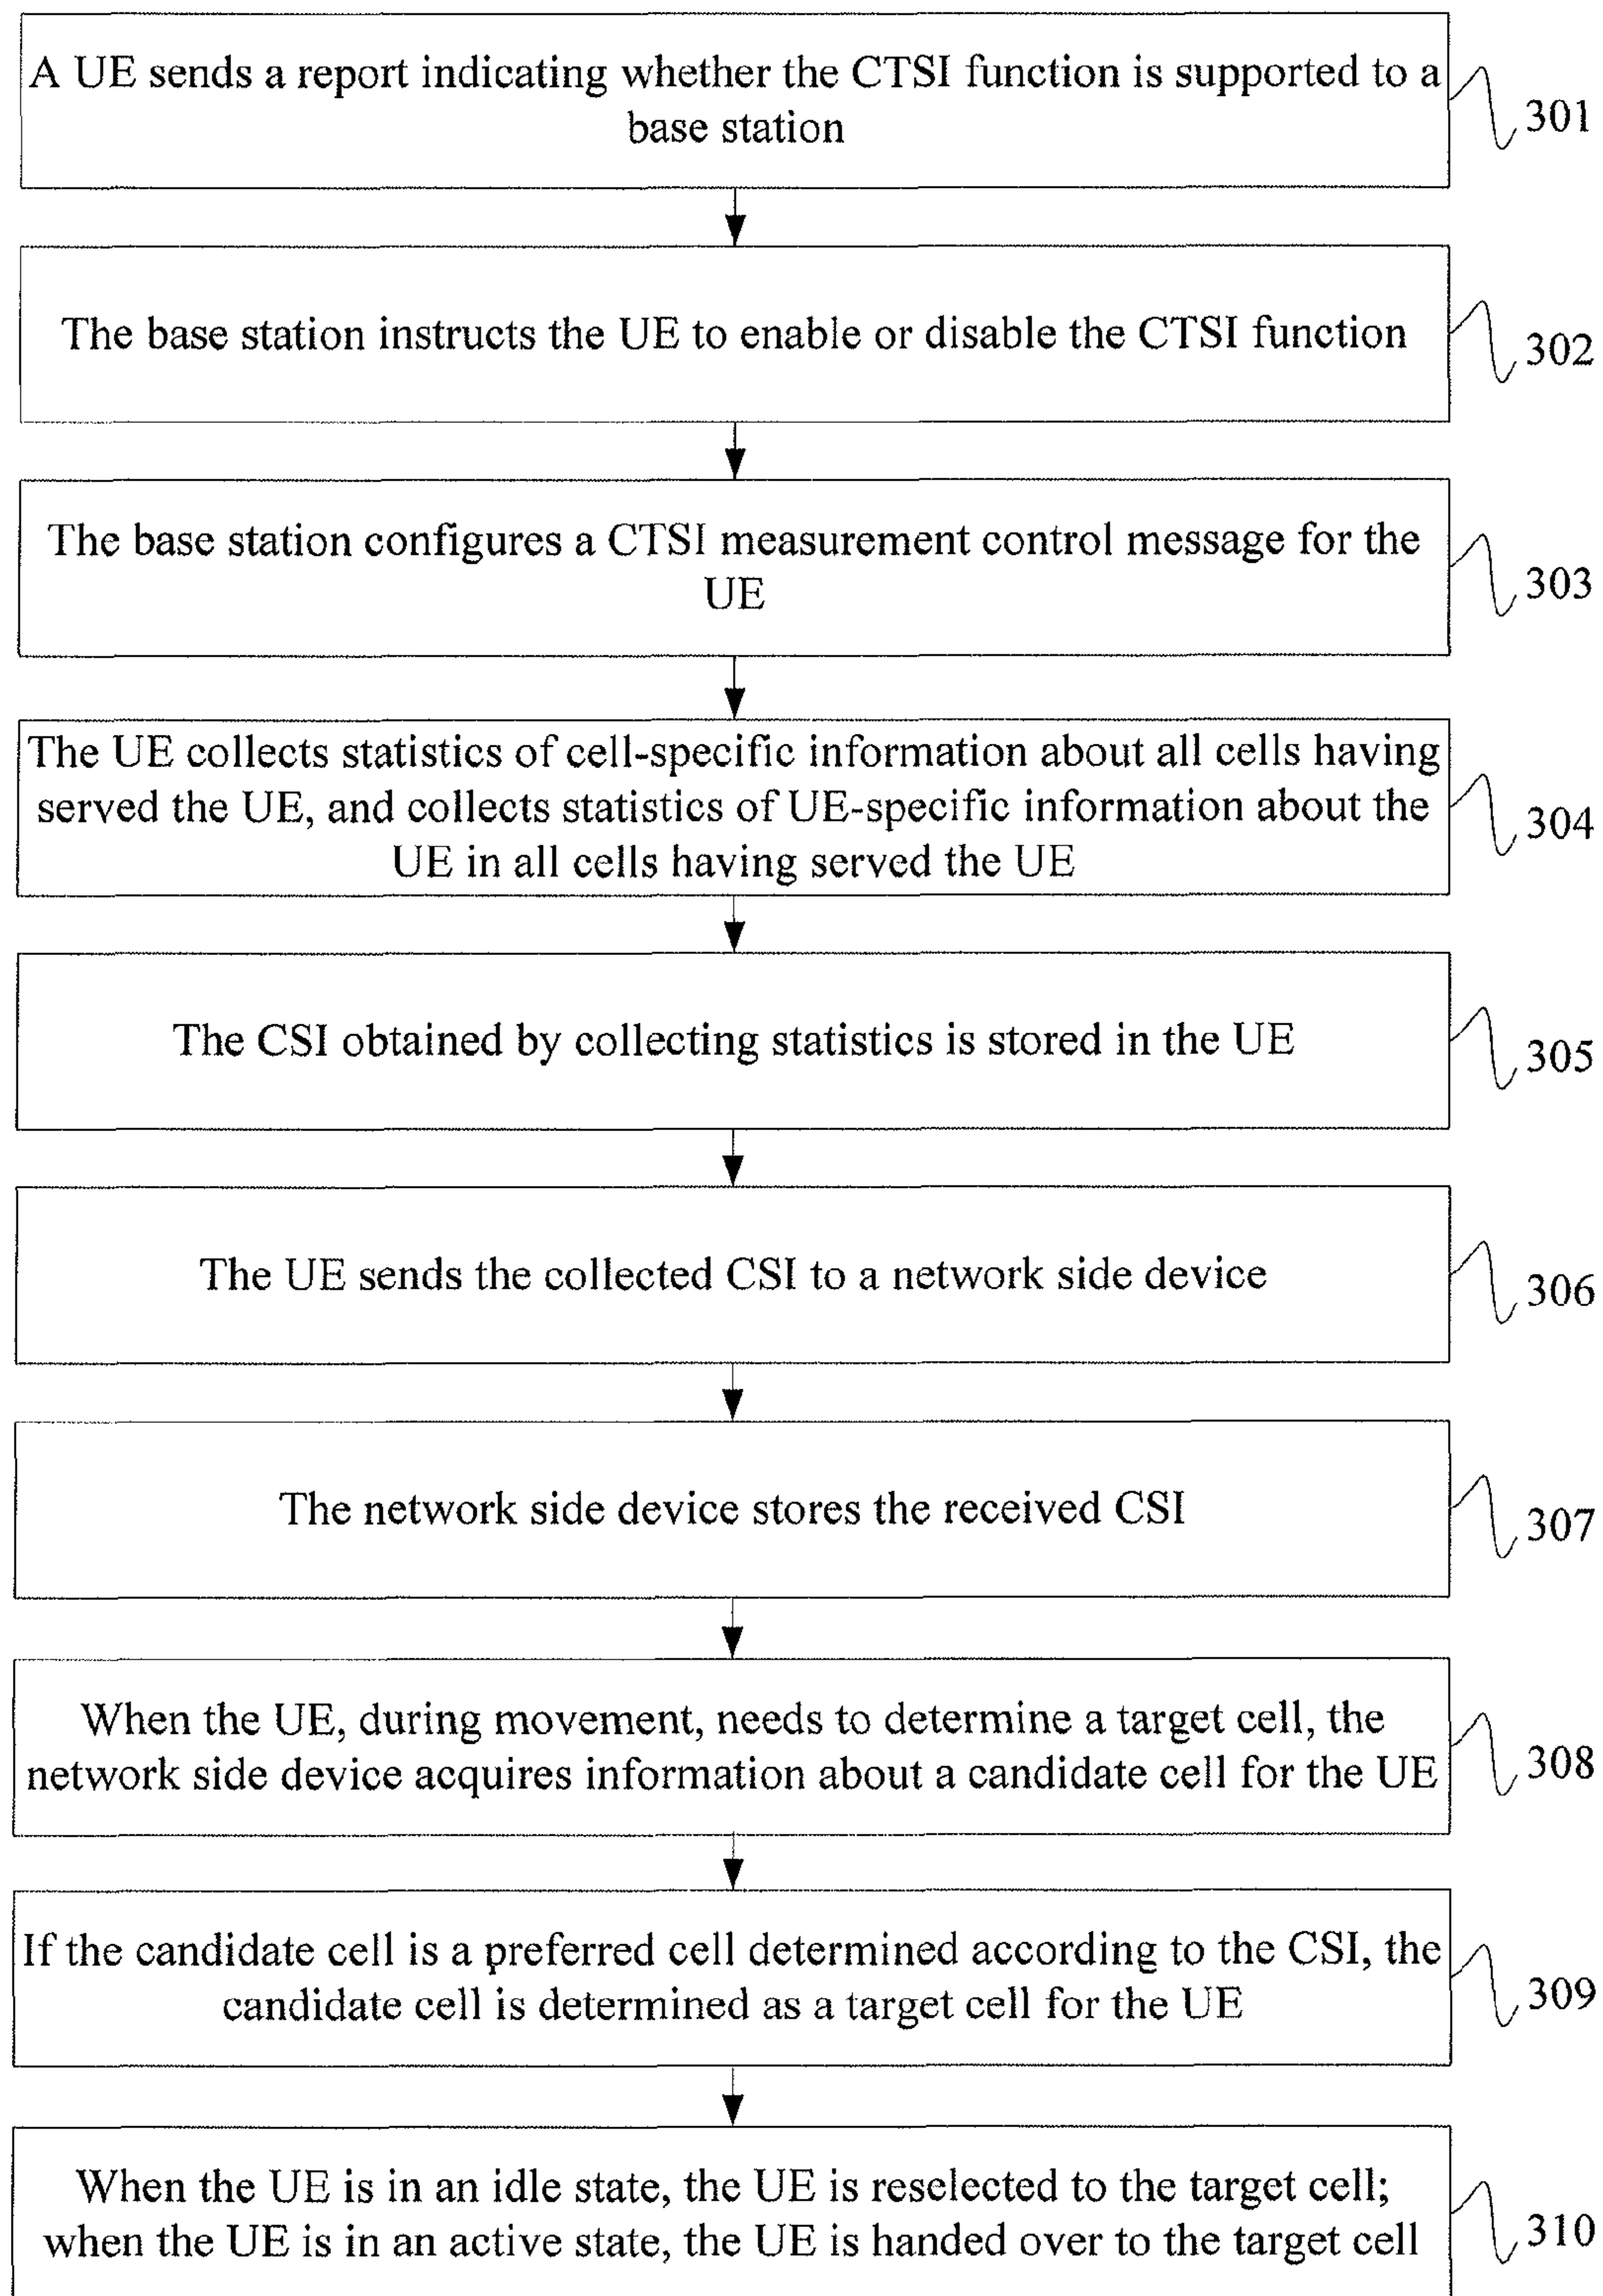 A UE sends a report indicating whether the CTSI function is supported to a
base station
301
The base station instructs the UE to enable or disable the CTSI function
302
The base station configures a CTSI measurement control message for the
UE
303
The UE collects statistics of cell-specific information about all cells having
served the UE, and collects statistics of UE-specific information about the
UE in all cells having served the UE
304
The CSI obtained by collecting statistics is stored in the UE
305
The UE sends the collected CSI to a network side device
306
The network side device stores the received CSI
307
When the UE, during movement, needs to determine a target cell, the
network side device acquires information about a candidate cell for the UE
308
If the candidate cell is a preferred cell determined according to the CSI, the
candidate cell is determined as a target cell for the UE
309
When the UE is in an idle state, the UE is reselected to the target cell;
when the UE is in an active state, the UE is handed over to the target cell
310